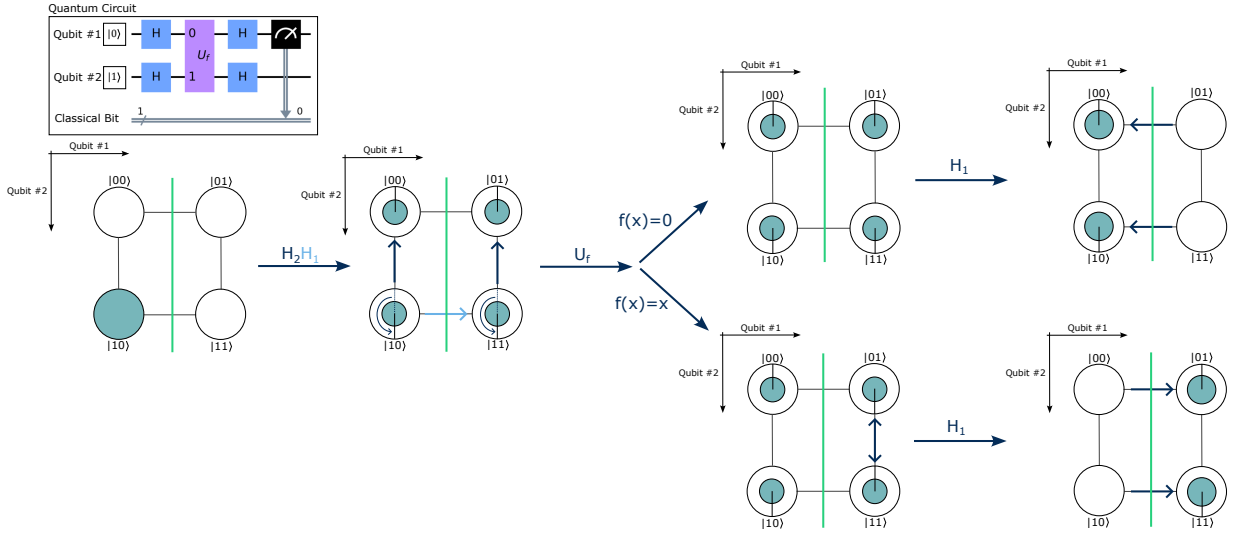 Quantum Circuit
Qubit #1 |0⟩ H 0 H
U_f
Qubit #2 |1⟩ H 1 H
Classical Bit 1 0
Qubit #1
Qubit #2
|00⟩ |01⟩
|10⟩ |11⟩
H₂H₁
Qubit #1
Qubit #2
|00⟩ |01⟩
|10⟩ |11⟩
U_f
f(x)=0
f(x)=x
Qubit #1
Qubit #2
|00⟩ |01⟩
|10⟩ |11⟩
H₁
Qubit #1
Qubit #2
|00⟩ |01⟩
|10⟩ |11⟩
Qubit #1
Qubit #2
|00⟩ |01⟩
|10⟩ |11⟩
H₁
Qubit #1
Qubit #2
|00⟩ |01⟩
|10⟩ |11⟩